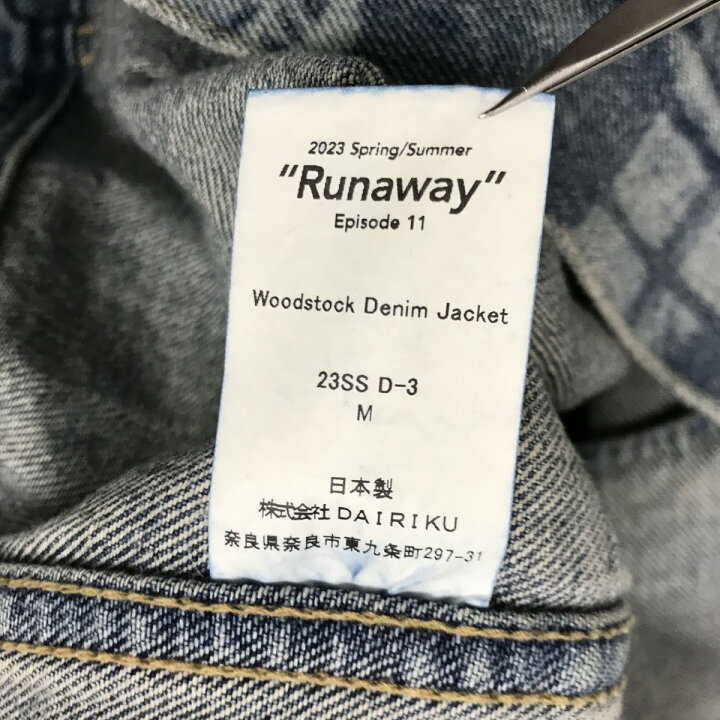 2023 Spring/Summer
“Runaway”
Episode 11
Woodstock Denim Jacket
23SS D-3
M
日本製
株式会社 DAIRIKU
奈良県奈良市東九条町297-31